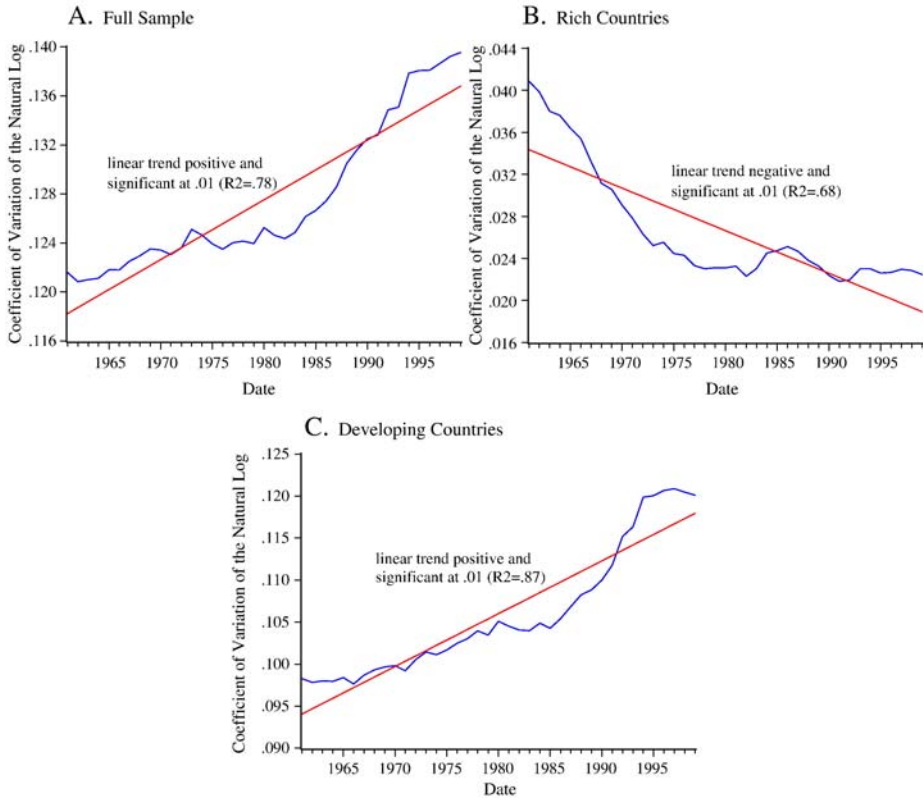 A. Full Sample
Coefficient of Variation of the Natural Log
.140
.136
.132
.128
.124
.120
.116
linear trend positive and
significant at .01 (R2=.78)
1965 1970 1975 1980 1985 1990 1995
Date
B. Rich Countries
Coefficient of Variation of the Natural Log
.044
.040
.036
.032
.028
.024
.020
.016
linear trend negative and
significant at .01 (R2=.68)
1965 1970 1975 1980 1985 1990 1995
Date
C. Developing Countries
Coefficient of Variation of the Natural Log
.125
.120
.115
.110
.105
.100
.095
.090
linear trend positive and
significant at .01 (R2=.87)
1965 1970 1975 1980 1985 1990 1995
Date